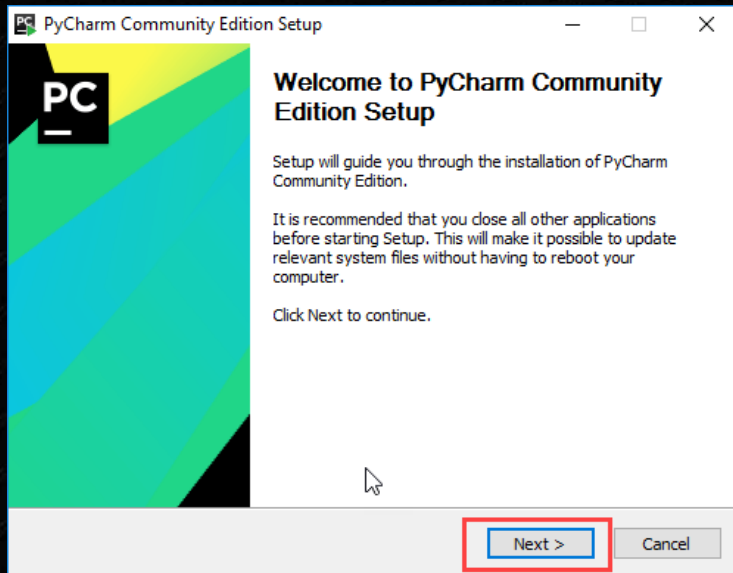 PyCharm Community Edition Setup
PC
Welcome to PyCharm Community
Edition Setup
Setup will guide you through the installation of PyCharm
Community Edition.
It is recommended that you close all other applications
before starting Setup. This will make it possible to update
relevant system files without having to reboot your
computer.
Click Next to continue.
Next >
Cancel